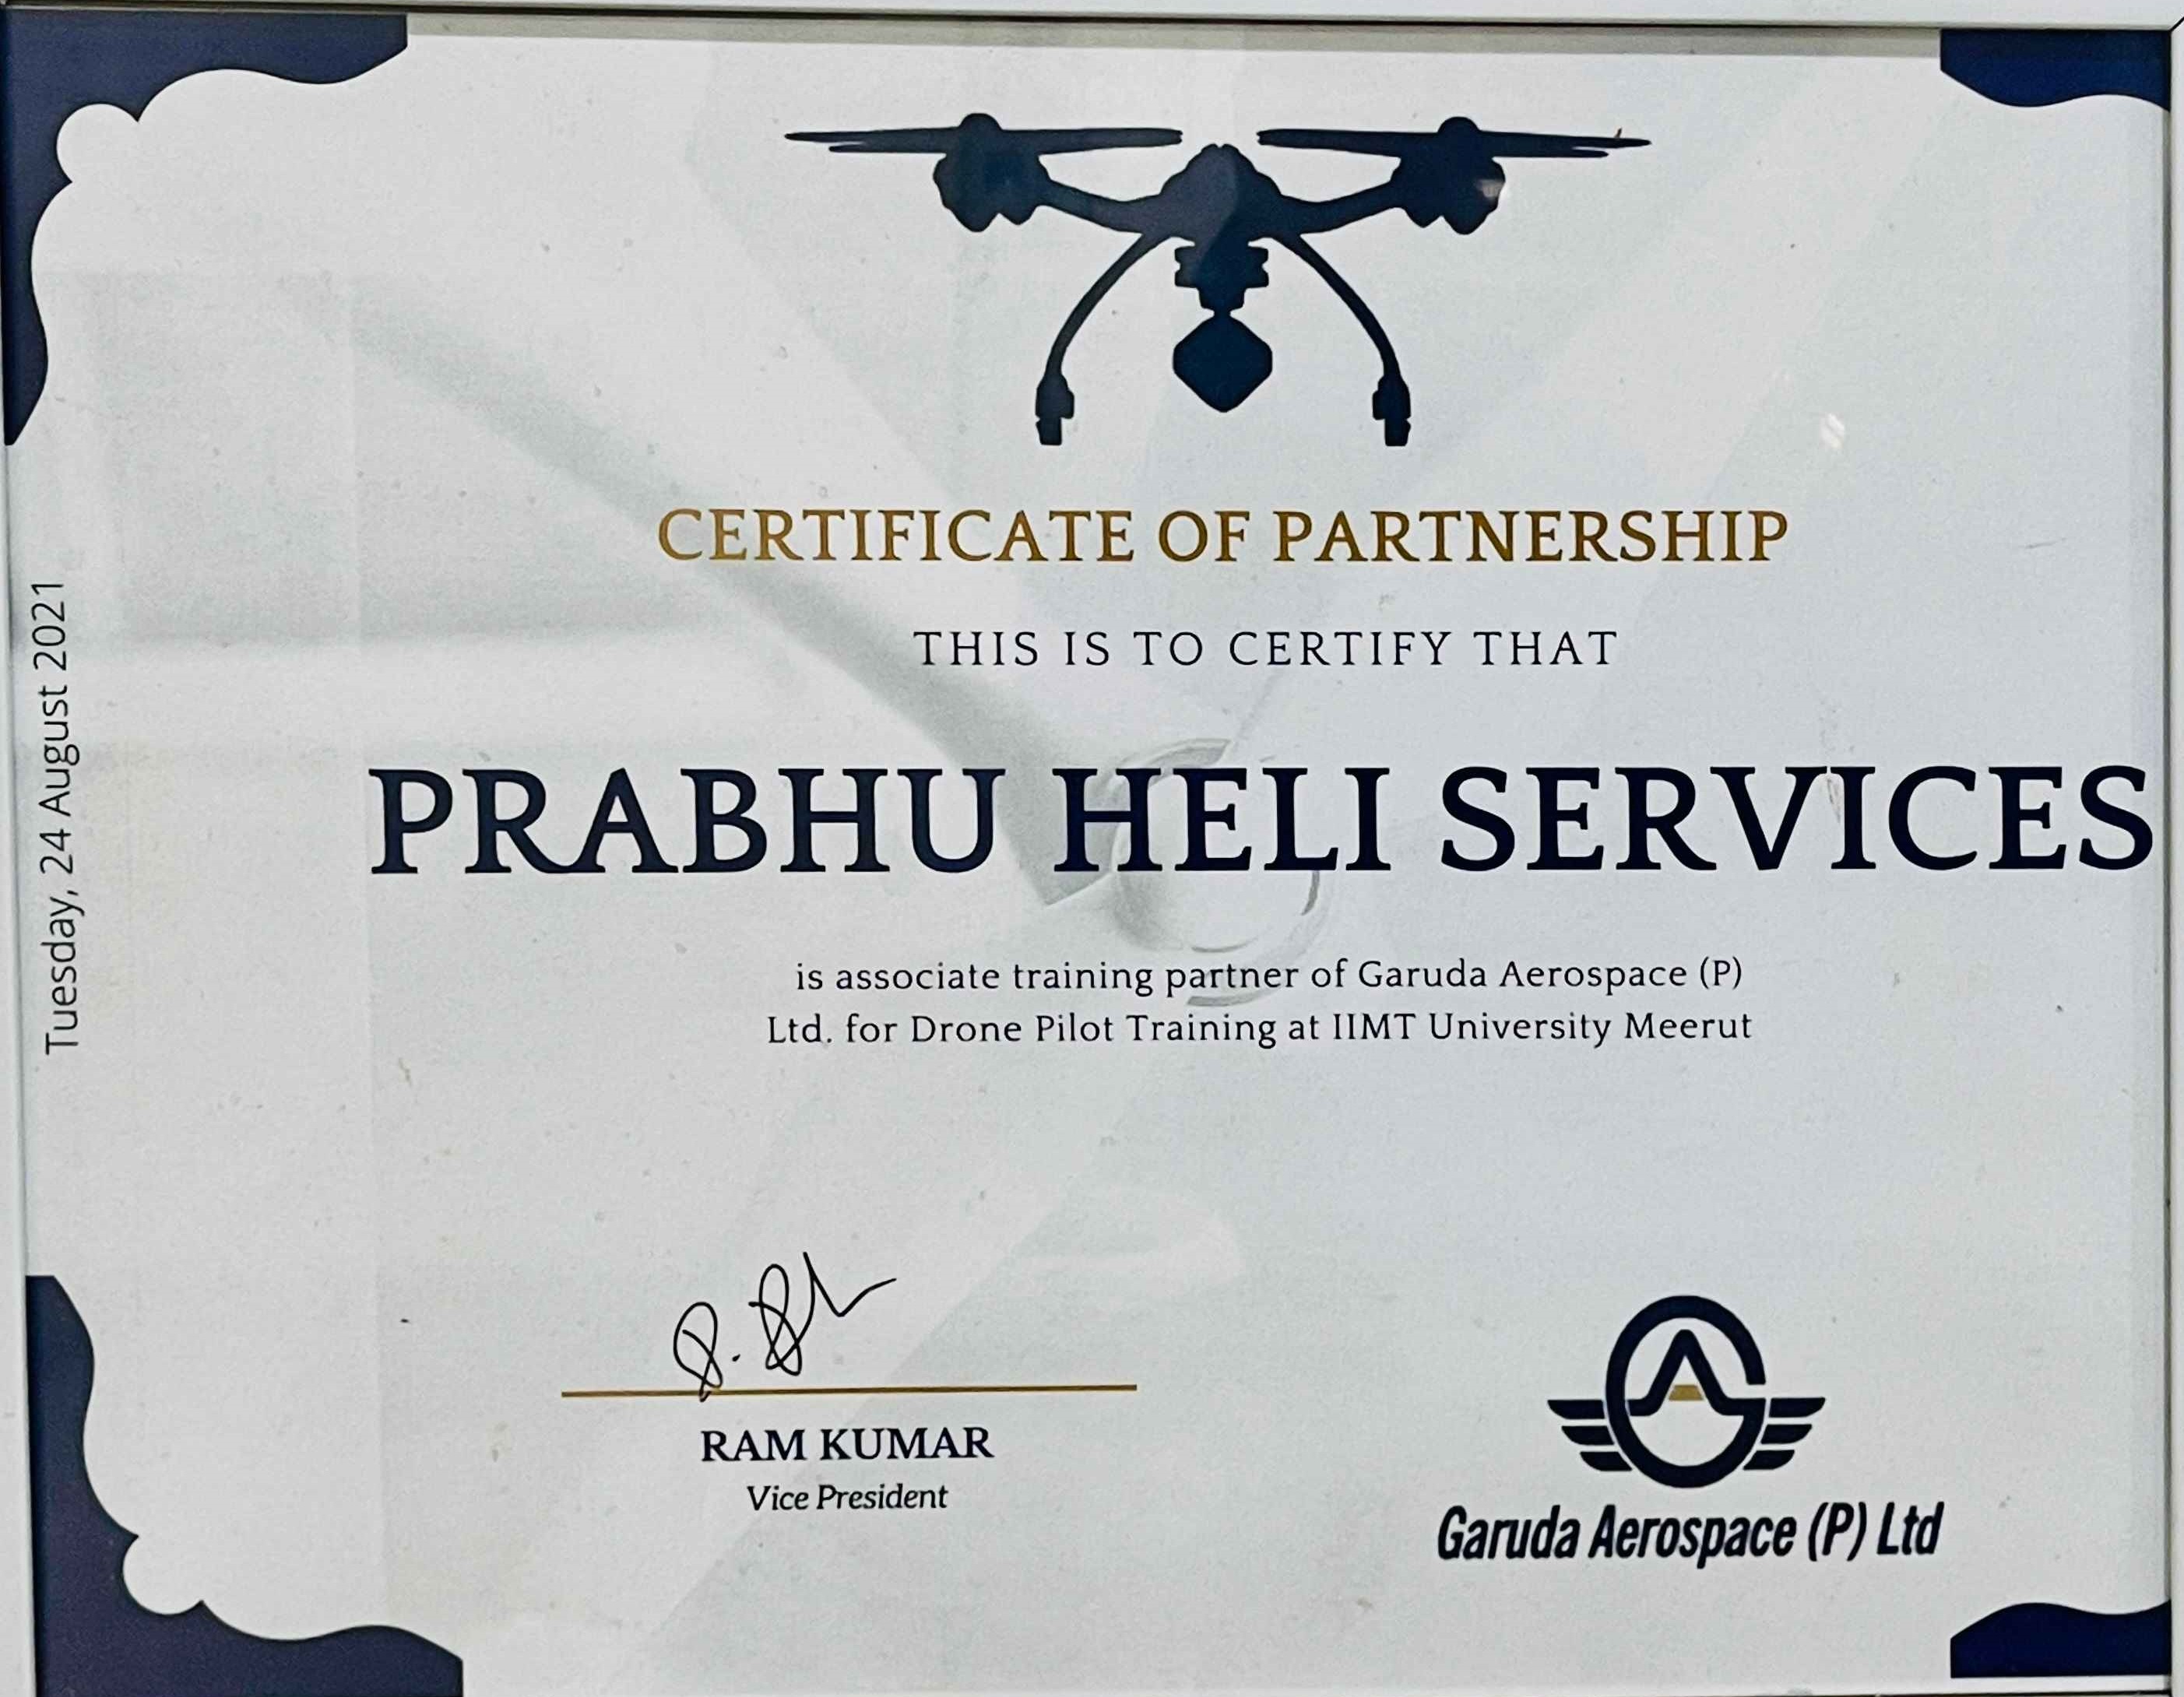 CERTIFICATE OF PARTNERSHIP
THIS IS TO CERTIFY THAT
PRABHU HELI SERVICES
is associate training partner of Garuda Aerospace (P)
Ltd. for Drone Pilot Training at IIMT University Meerut
Tuesday, 24 August 2021
RAM KUMAR
Vice President
Garuda Aerospace (P) Ltd